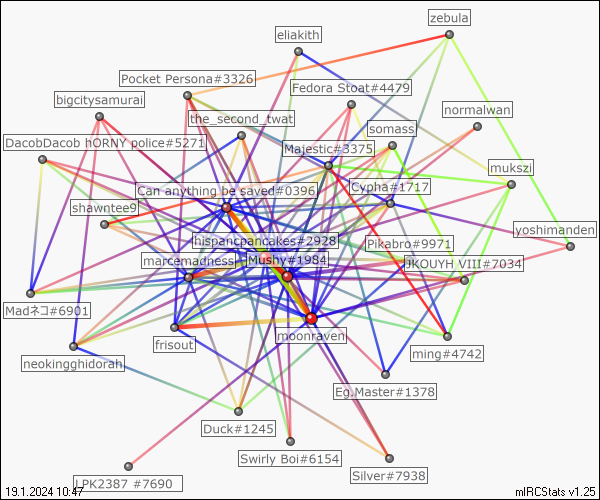 zebula
eliakith
Pocket Persona#3326
Fedora Stoat#4479
bigcitysamurai
normalwan
the_second_twat
somass
DacobDacob hORNY police#5271
Majestic#3375
mukszi
Can anything be saved#0396
Cypha#1717
shawntee9
yoshimanden
hispancpancakes#2928
Pikabro#9971
marcemadness
Mushy#1984
JKOUYH VIII#7034
Madネコ#6901
moonraven
frisout
ming#4742
neokingghidorah
Eg.Master#1378
Duck#1245
Swirly Boi#6154
Silver#7938
LPK2387 #7690
19.1.2024 10:47
mIRCStats v1.25